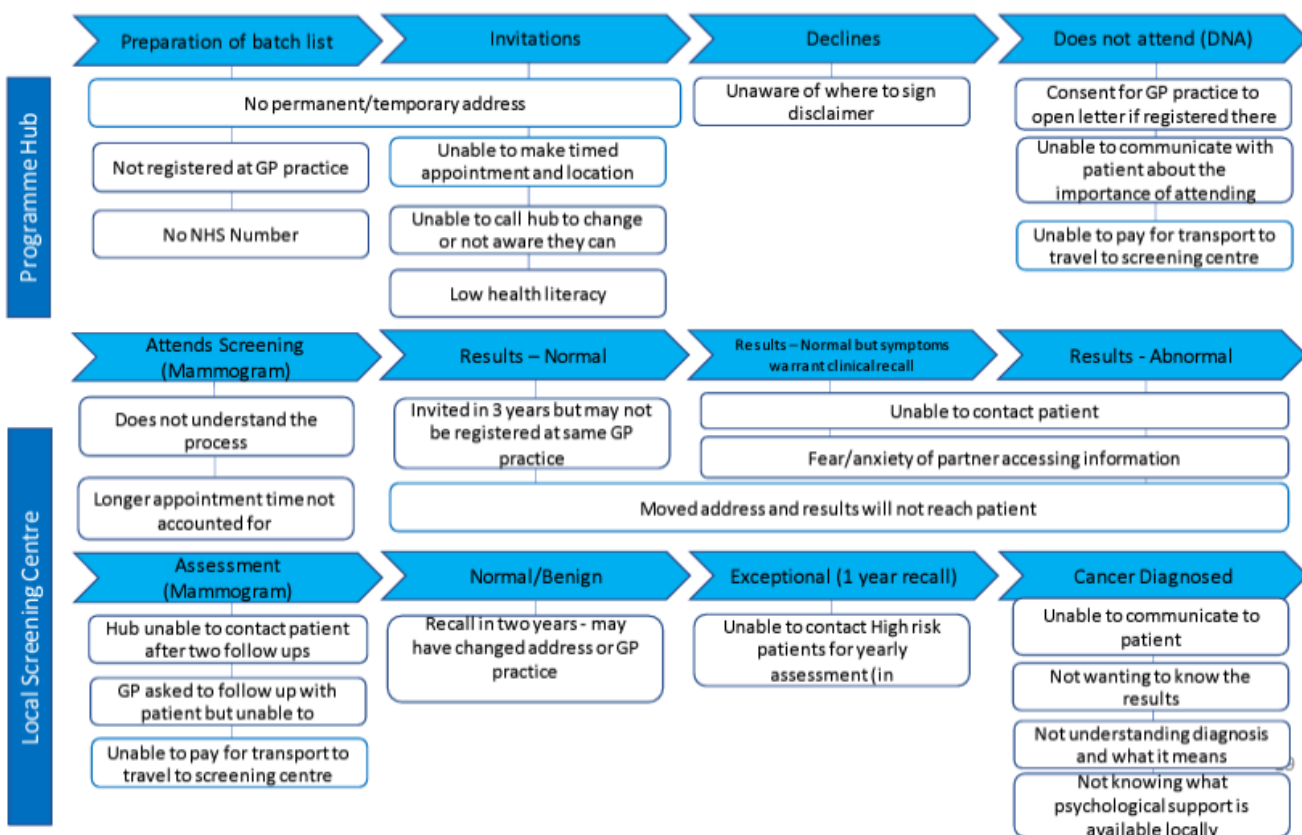 Preparation of batch list
Invitations
Declines
Does not attend (DNA)
Programme Hub
No permanent/temporary address
Not registered at GP practice
No NHS Number
Unable to make timed
appointment and location
Unable to call hub to change
or not aware they can
Low health literacy
Unaware of where to sign
disclaimer
Consent for GP practice to
open letter if registered there
Unable to communicate with
patient about the
importance of attending
Unable to pay for transport to
travel to screening centre
Attends Screening
(Mammogram)
Results – Normal
Results – Normal but symptoms
warrant clinical recall
Results - Abnormal
Local Screening Centre
Does not understand the
process
Longer appointment time not
accounted for
Invited in 3 years but may not
be registered at same GP
practice
Unable to contact patient
Fear/anxiety of partner accessing information
Moved address and results will not reach patient
Assessment
(Mammogram)
Normal/Benign
Exceptional (1 year recall)
Cancer Diagnosed
Hub unable to contact patient
after two follow ups
GP asked to follow up with
patient but unable to
Unable to pay for transport to
travel to screening centre
Recall in two years - may
have changed address or GP
practice
Unable to contact High risk
patients for yearly
assessment (in
Unable to communicate to
patient
Not wanting to know the
results
Not understanding diagnosis
and what it means
Not knowing what
psychological support is
available locally